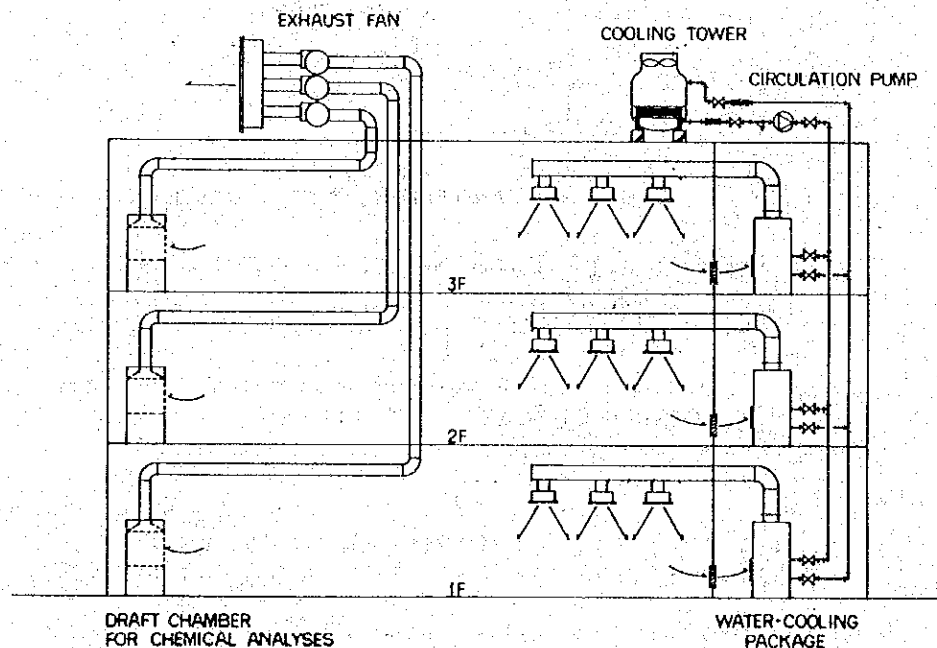 EXHAUST FAN
COOLING TOWER
CIRCULATION PUMP
3F
2F
1F
DRAFT CHAMBER
FOR CHEMICAL ANALYSES
WATER-COOLING
PACKAGE